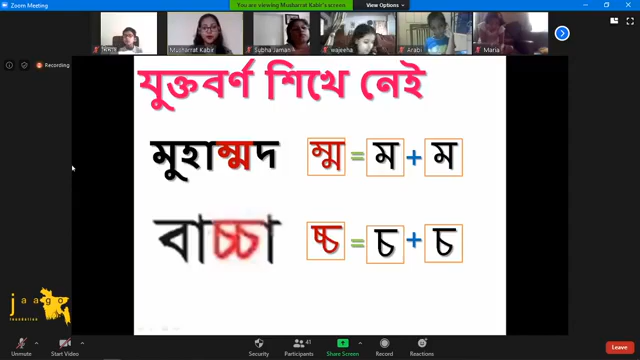 Zoom Meeting
You are viewing Musharrat Kabir's screen
View Options
Musharrat Kabir
Subha Jaman
wajeeha
Arabi
Maria
Recording
যুক্তবর্ণ শিখে নেই
মুহাম্মদ ম্ম = ম + ম
বাচ্চা চ্চ = চ + চ
jaago
foundation
Unmute
Start Video
Security
Participants
41
Share Screen
Record
Reactions
Leave